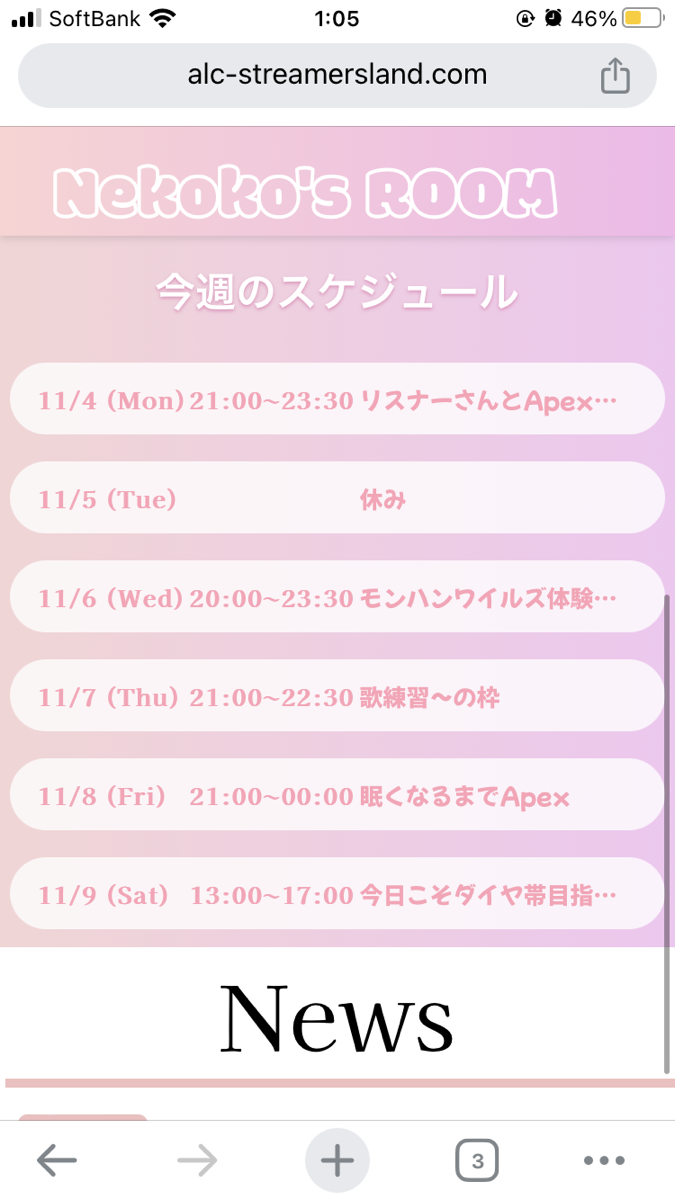 SoftBank 1:05 46%
alc-streamersland.com
Nekoko's ROOM
今週のスケジュール
11/4 (Mon) 21:00~23:30 リスナーさんとApex…
11/5 (Tue) 休み
11/6 (Wed) 20:00~23:30 モンハンワイルズ体験…
11/7 (Thu) 21:00~22:30 歌練習〜の枠
11/8 (Fri) 21:00~00:00 眠くなるまでApex
11/9 (Sat) 13:00~17:00 今日こそダイヤ帯目指…
News
3